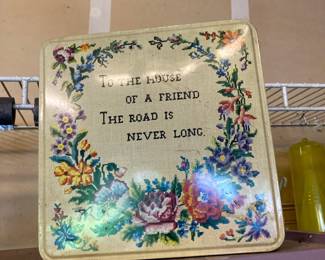 TO THE HOUSE
OF A FRIEND
THE ROAD IS
NEVER LONG.